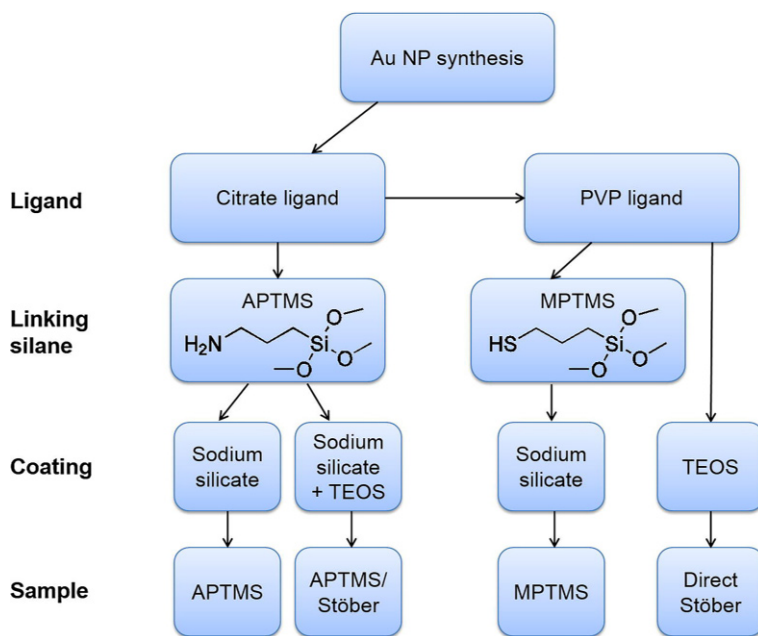 Au NP synthesis
Ligand
Citrate ligand
PVP ligand
Linking
silane
APTMS
H₂N
Si
O
O
O
MPTMS
HS
Si
O
O
O
Coating
Sodium
silicate
Sodium
silicate
+ TEOS
Sodium
silicate
TEOS
Sample
APTMS
APTMS/
Stöber
MPTMS
Direct
Stöber